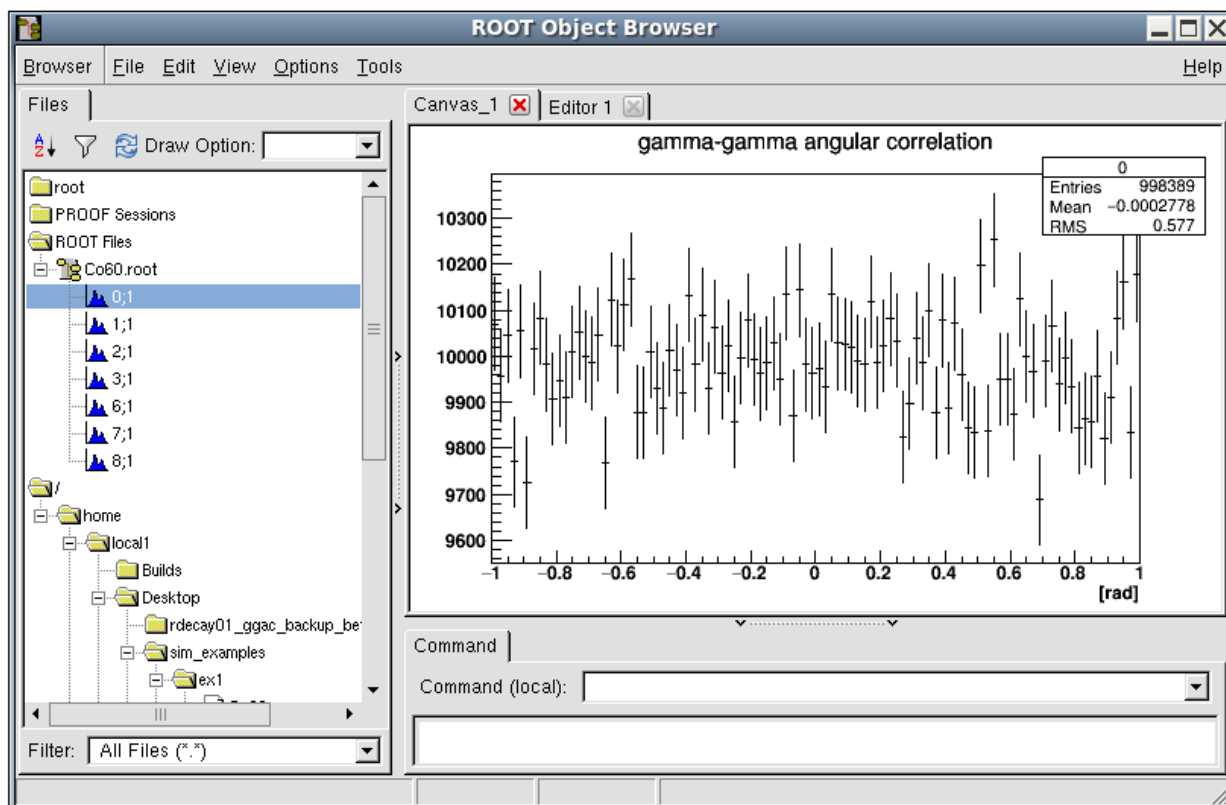 ROOT Object Browser
Browser File Edit View Options Tools Help
Files
Draw Option:
root
PROOF Sessions
ROOT Files
Co60.root
0;1
1;1
2;1
3;1
6;1
7;1
8;1
/
home
local1
Builds
Desktop
rdecay01_ggac_backup_be
sim_examples
ex1
Filter: All Files (*.*)
Canvas_1 Editor 1
gamma-gamma angular correlation
0
Entries 998389
Mean −0.0002778
RMS 0.577
10300
10200
10100
10000
9900
9800
9700
9600
−1 −0.8 −0.6 −0.4 −0.2 0 0.2 0.4 0.6 0.8 1
[rad]
Command
Command (local):